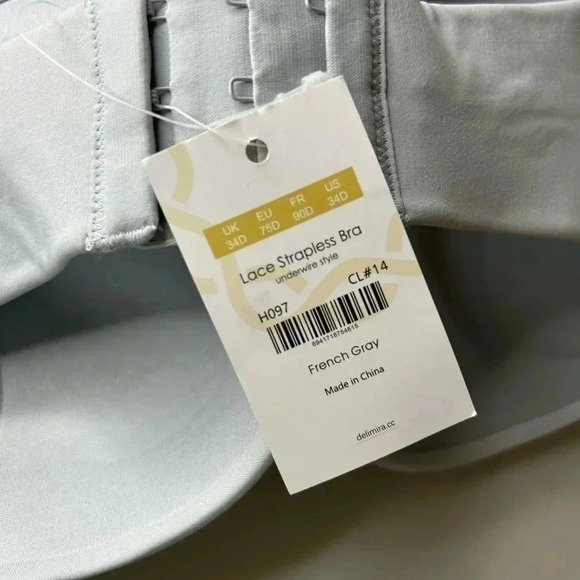 UK EU FR US
34D 75D 90D 34D
Lace Strapless Bra
underwire style
H097 CL#14
6941718754615
French Gray
Made in China
delimira.cc